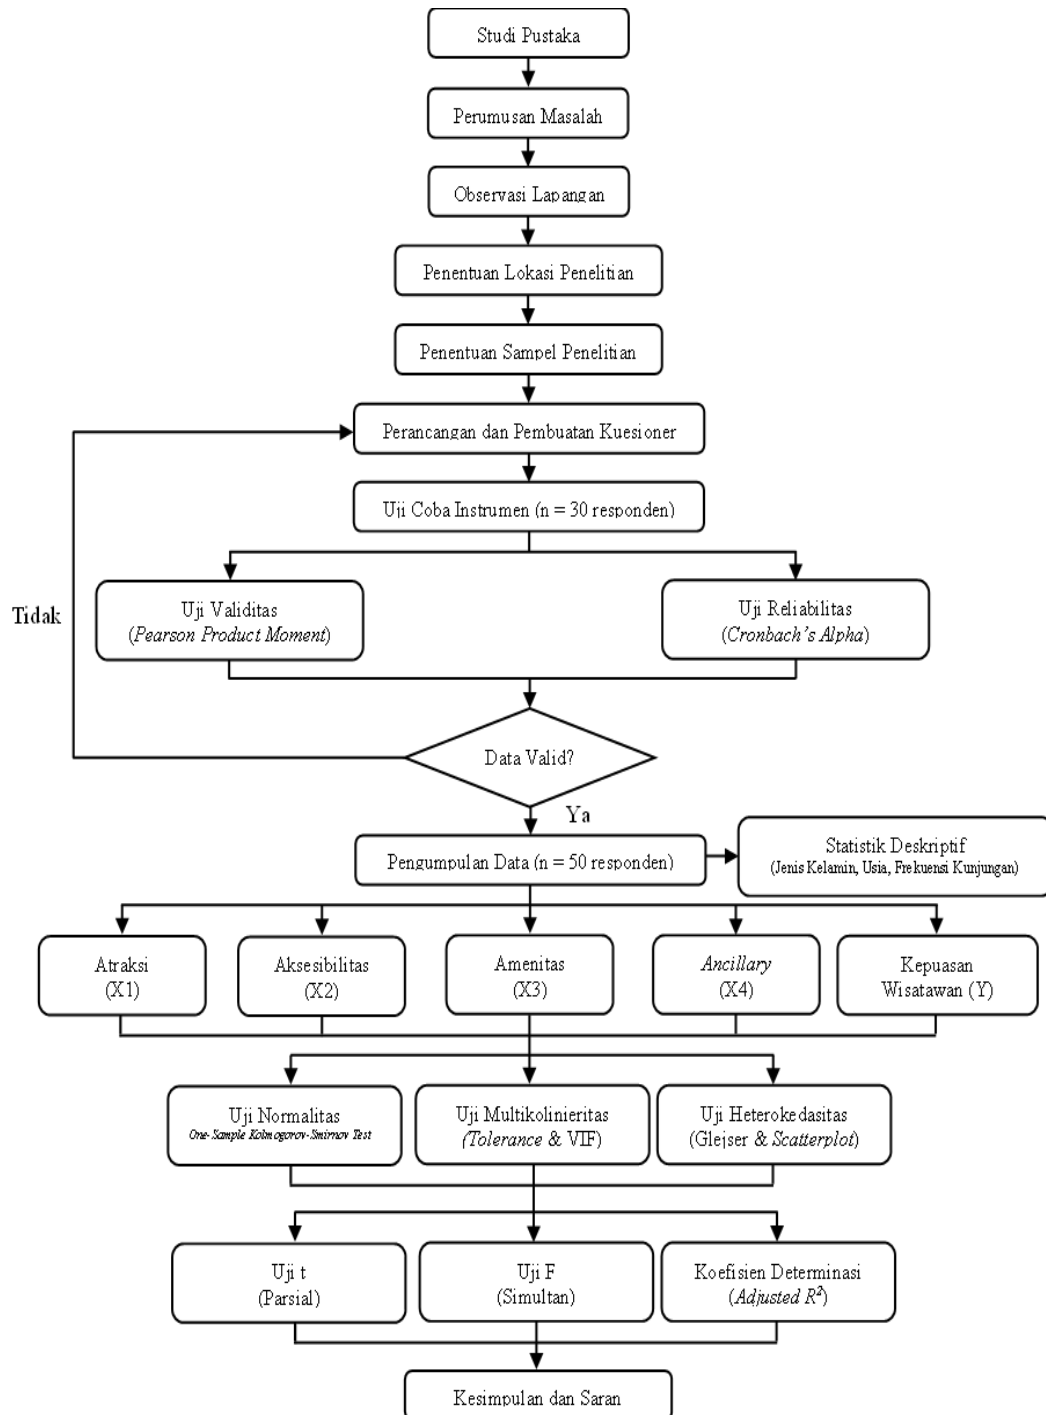 Studi Pustaka
Perumusan Masalah
Observasi Lapangan
Penentuan Lokasi Penelitian
Penentuan Sampel Penelitian
Perancangan dan Pembuatan Kuesioner
Uji Coba Instrumen (n = 30 responden)
Uji Validitas
(Pearson Product Moment)
Uji Reliabilitas
(Cronbach's Alpha)
Tidak
Data Valid?
Ya
Pengumpulan Data (n = 50 responden)
Statistik Deskriptif
(Jenis Kelamin, Usia, Frekuensi Kunjungan)
Atraksi
(X1)
Aksesibilitas
(X2)
Amenitas
(X3)
Ancillary
(X4)
Kepuasan
Wisatawan (Y)
Uji Normalitas
One-Sample Kolmogorov-Smirnov Test
Uji Multikolinieritas
(Tolerance & VIF)
Uji Heterokedasitas
(Glejser & Scatterplot)
Uji t
(Parsial)
Uji F
(Simultan)
Koefisien Determinasi
(Adjusted R²)
Kesimpulan dan Saran